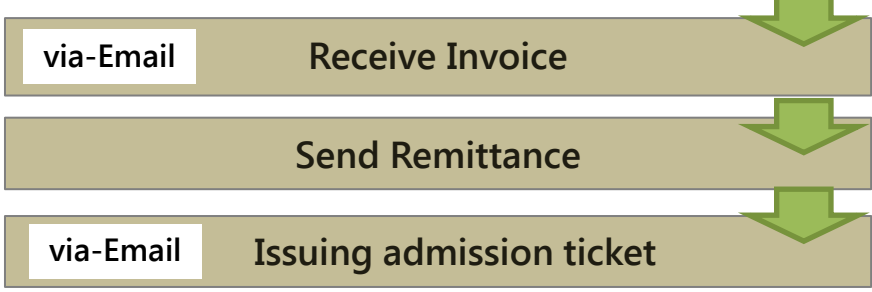 via-Email Receive Invoice
Send Remittance
via-Email Issuing admission ticket